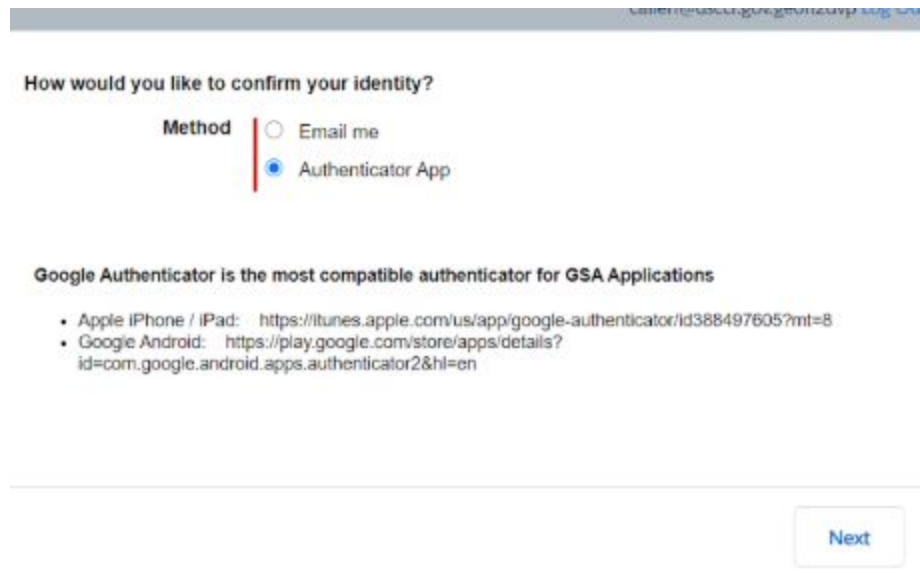 Log Ou
How would you like to confirm your identity?
Method
Email me
Authenticator App
Google Authenticator is the most compatible authenticator for GSA Applications
• Apple iPhone / iPad: https://itunes.apple.com/us/app/google-authenticator/id388497605?mt=8
• Google Android: https://play.google.com/store/apps/details?
id=com.google.android.apps.authenticator2&hl=en
Next